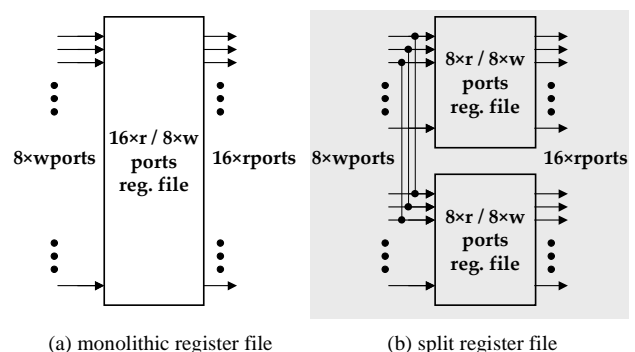 16×r / 8×w
ports
reg. file
8×wports
16×rports
(a) monolithic register file
8×r / 8×w
ports
reg. file
8×wports
16×rports
8×r / 8×w
ports
reg. file
(b) split register file